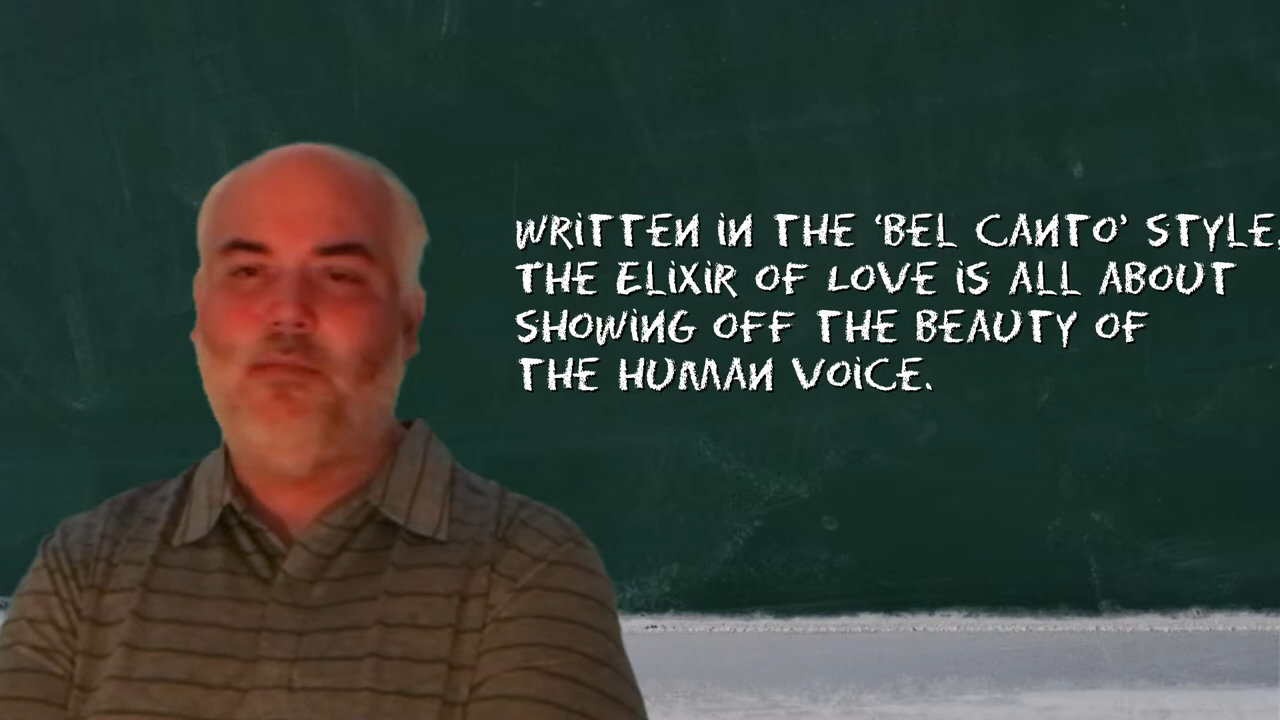 WRITTEN IN THE ‘BEL CANTO’ STYLE,
THE ELIXIR OF LOVE IS ALL ABOUT
SHOWING OFF THE BEAUTY OF
THE HUMAN VOICE.